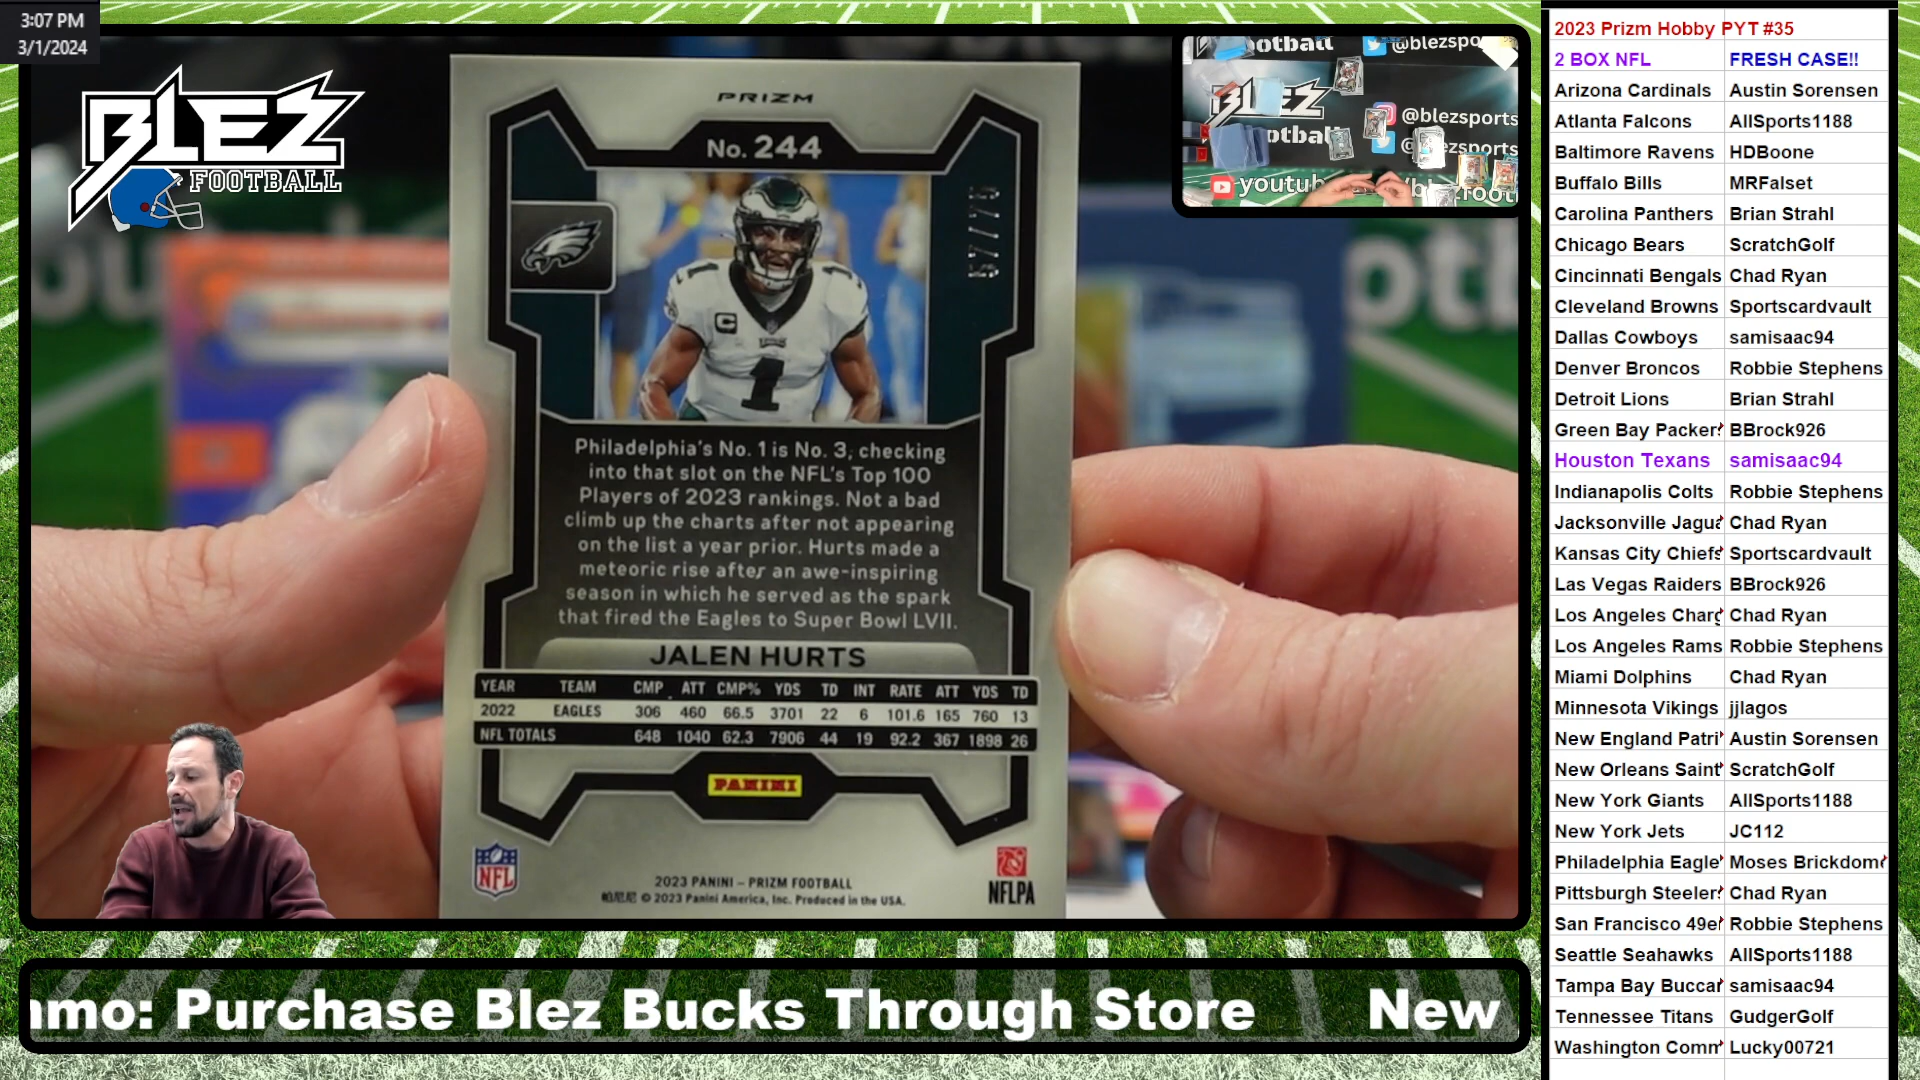 3:07 PM
3/1/2024
BLEZ
FOOTBALL
PRIZM
No. 244
Philadelphia's No. 1 is No. 3, checking
into that slot on the NFL's Top 100
Players of 2023 rankings. Not a bad
climb up the charts after not appearing
on the list a year prior. Hurts made a
meteoric rise after an awe-inspiring
season in which he served as the spark
that fired the Eagles to Super Bowl LVII.
JALEN HURTS
YEAR TEAM CMP ATT CMP% YDS TD INT RATE ATT YDS TD
2022 EAGLES 306 460 66.5 3701 22 6 101.6 165 760 13
NFL TOTALS 648 1040 62.3 7906 44 19 92.2 367 1898 26
PANINI
NFL
NFLPA
2023 PANINI – PRIZM FOOTBALL
© 2023 Panini America, Inc. Produced in the USA.
C
1
BLEZ
@blezsports
youtub
mo: Purchase Blez Bucks Through Store New
2023 Prizm Hobby PYT #35
2 BOX NFL FRESH CASE!!
Arizona Cardinals Austin Sorensen
Atlanta Falcons AllSports1188
Baltimore Ravens HDBoone
Buffalo Bills MRFalset
Carolina Panthers Brian Strahl
Chicago Bears ScratchGolf
Cincinnati Bengals Chad Ryan
Cleveland Browns Sportscardvault
Dallas Cowboys samisaac94
Denver Broncos Robbie Stephens
Detroit Lions Brian Strahl
Green Bay Packer BBrock926
Houston Texans samisaac94
Indianapolis Colts Robbie Stephens
Jacksonville Jagua Chad Ryan
Kansas City Chiefs Sportscardvault
Las Vegas Raiders BBrock926
Los Angeles Charg Chad Ryan
Los Angeles Rams Robbie Stephens
Miami Dolphins Chad Ryan
Minnesota Vikings jjlagos
New England Patri Austin Sorensen
New Orleans Saint ScratchGolf
New York Giants AllSports1188
New York Jets JC112
Philadelphia Eagle Moses Brickdom
Pittsburgh Steeler Chad Ryan
San Francisco 49e Robbie Stephens
Seattle Seahawks AllSports1188
Tampa Bay Buccar samisaac94
Tennessee Titans GudgerGolf
Washington Comm Lucky00721